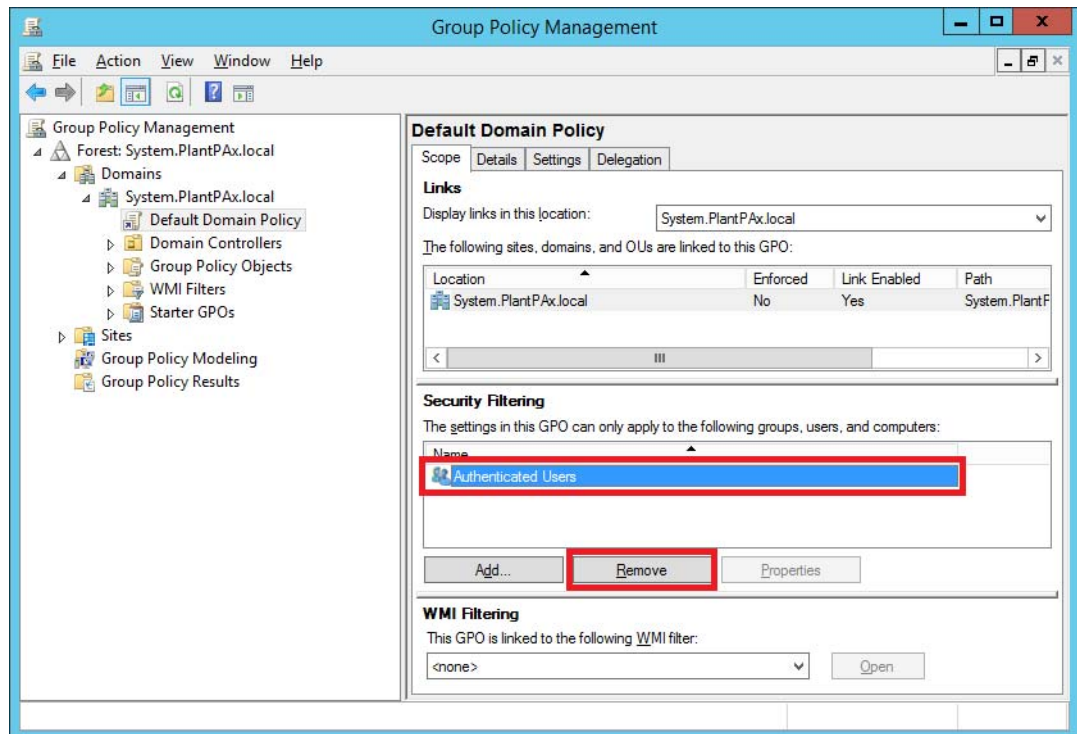 Group Policy Management
File Action View Window Help
Group Policy Management
Forest: System.PlantPAx.local
Domains
System.PlantPAx.local
Default Domain Policy
Domain Controllers
Group Policy Objects
WMI Filters
Starter GPOs
Sites
Group Policy Modeling
Group Policy Results
Default Domain Policy
Scope Details Settings Delegation
Links
Display links in this location: System.PlantPAx.local
The following sites, domains, and OUs are linked to this GPO:
Location Enforced Link Enabled Path
System.PlantPAx.local No Yes System.PlantP
Security Filtering
The settings in this GPO can only apply to the following groups, users, and computers:
Name
Authenticated Users
Add... Remove Properties
WMI Filtering
This GPO is linked to the following WMI filter:
<none> Open